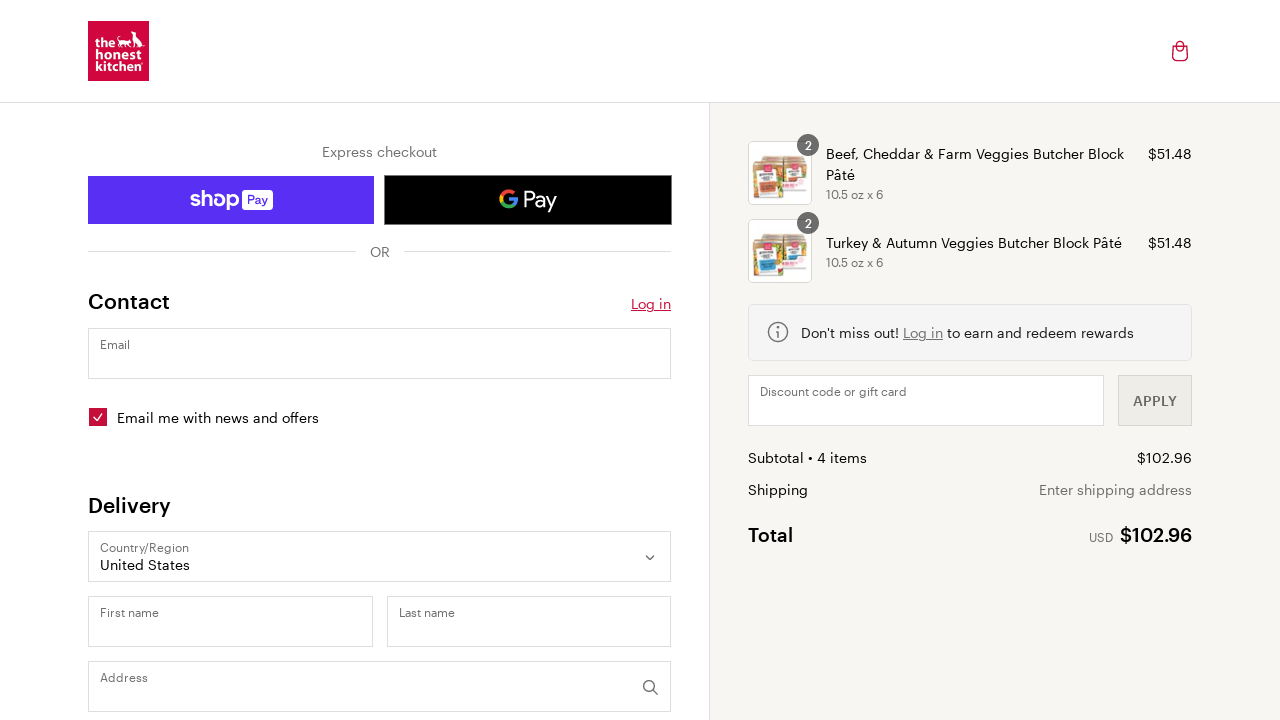 the
honest
kitchen
Express checkout
shop Pay
G Pay
OR
Contact
Log in
Email
Email me with news and offers
Delivery
Country/Region
United States
First name
Last name
Address
2
Beef, Cheddar & Farm Veggies Butcher Block
Pâté
$51.48
10.5 oz x 6
2
Turkey & Autumn Veggies Butcher Block Pâté
$51.48
10.5 oz x 6
Don't miss out! Log in to earn and redeem rewards
Discount code or gift card
APPLY
Subtotal • 4 items
$102.96
Shipping
Enter shipping address
Total
USD $102.96